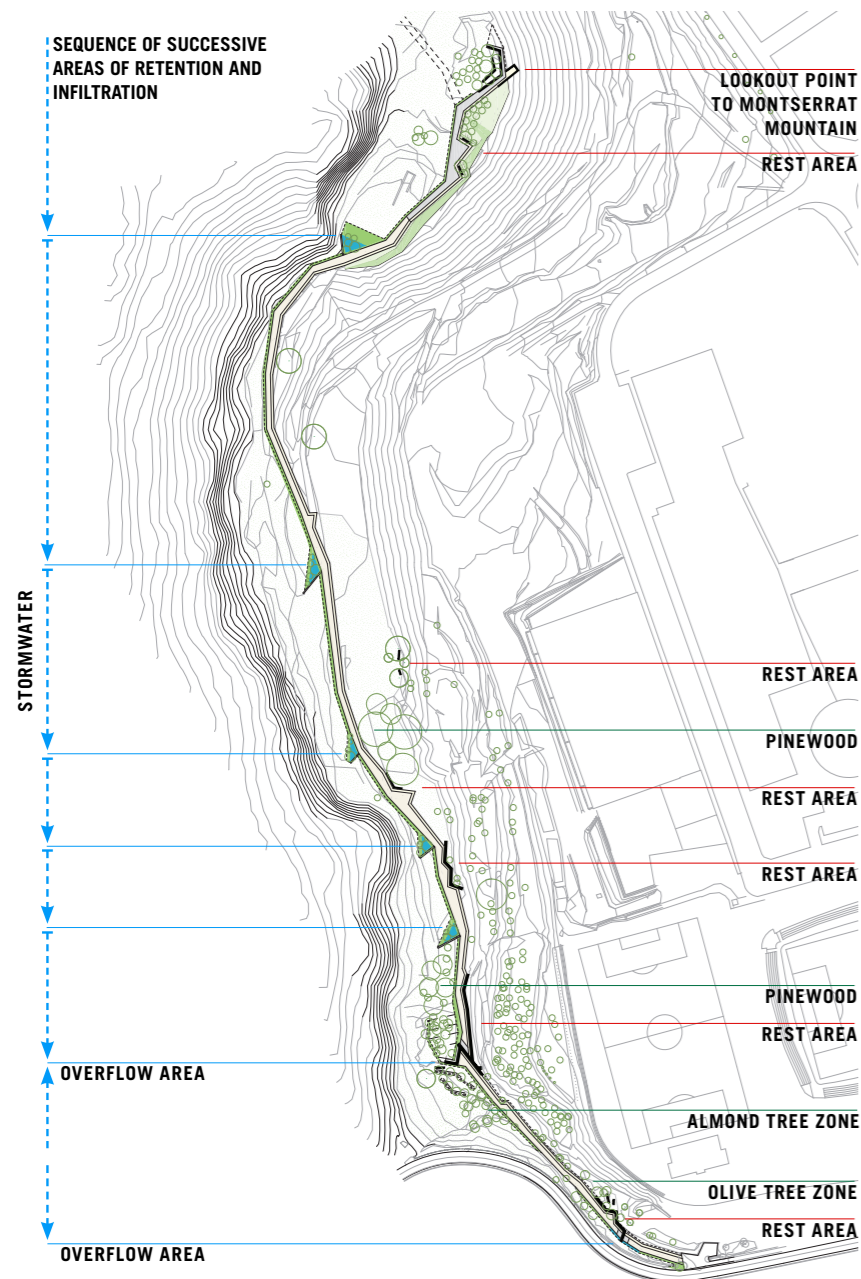 SEQUENCE OF SUCCESSIVE
AREAS OF RETENTION AND
INFILTRATION
LOOKOUT POINT
TO MONTSERRAT
MOUNTAIN
REST AREA
STORMWATER
REST AREA
PINEWOOD
REST AREA
REST AREA
PINEWOOD
REST AREA
OVERFLOW AREA
ALMOND TREE ZONE
OLIVE TREE ZONE
REST AREA
OVERFLOW AREA